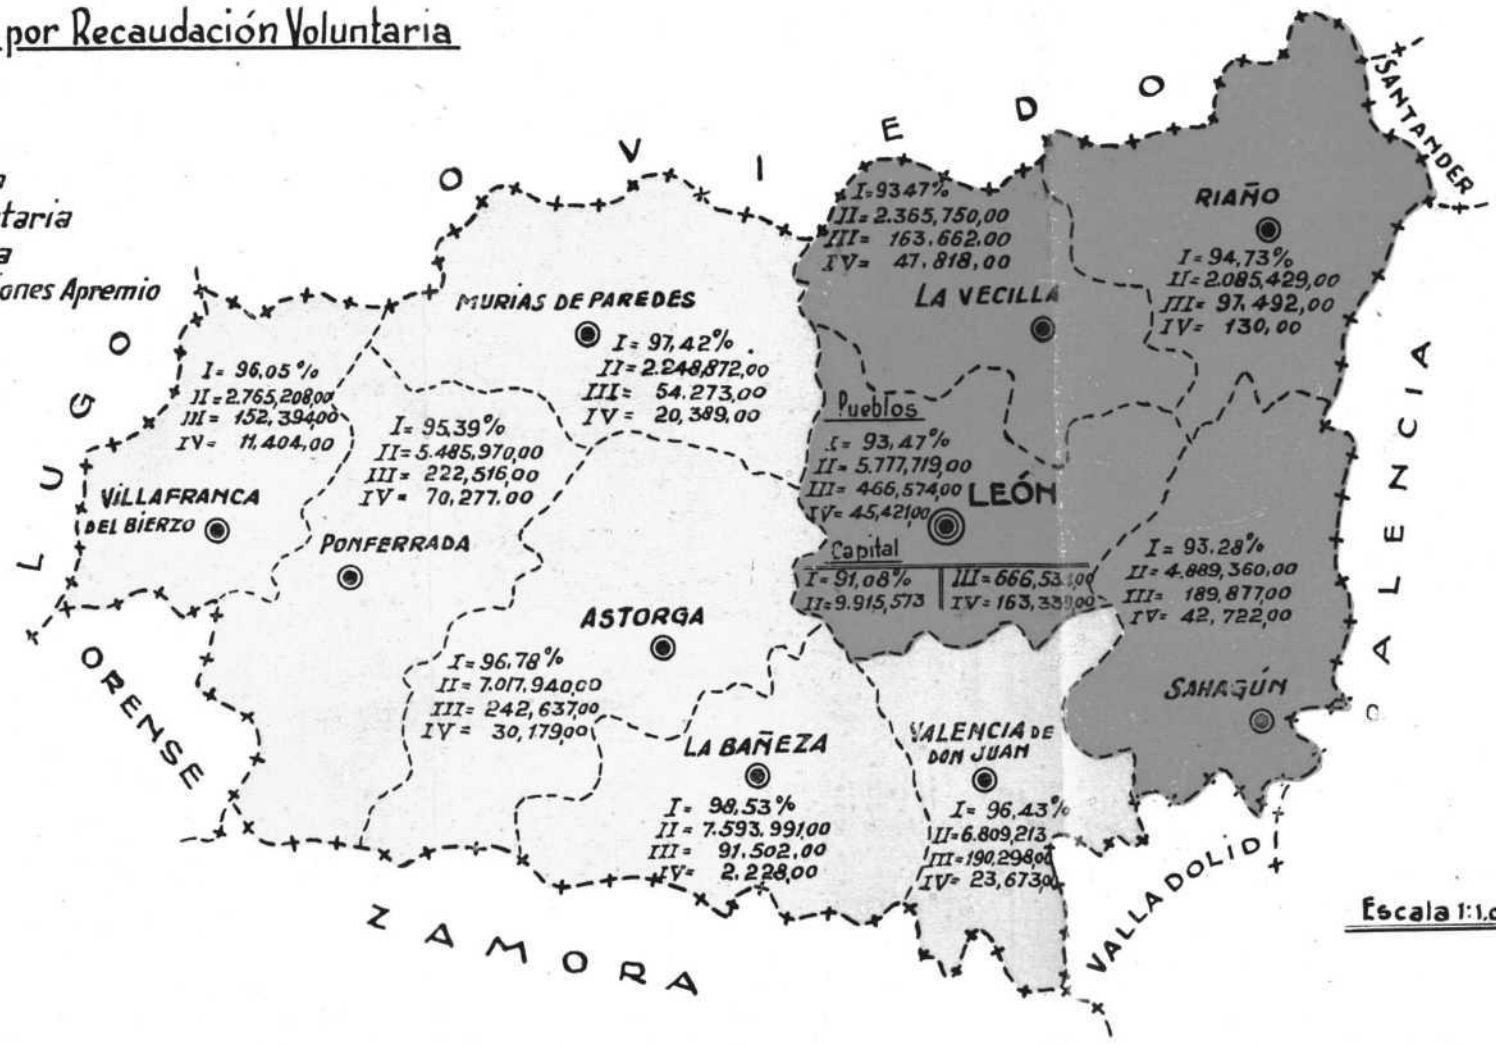 por Recaudación Voluntaria
taria
ones Apremio
OVIEDO
SANTANDER
PALENCIA
VALLADOLID
ZAMORA
ORENSE
LUGO
RIAÑO
I= 94,73%
II= 2.085,429,00
III= 97.492,00
IV= 130,00
I= 9347%
II= 2.365,750,00
III= 163.662.00
IV= 47.818,00
LA VECILLA
MURIAS DE PAREDES
I= 97,42%
II= 2.248,872,00
III= 54.273,00
IV= 20,389.00
I= 96,05%
II= 2.765,208,00
III= 152,394,00
IV= 11.404,00
VILLAFRANCA
DEL BIERZO
I= 95,39%
II= 5.485,970,00
III= 222,516,00
IV= 70,277.00
PONFERRADA
Pueblos
I= 93,47%
II= 5.777,719,00
III= 466,574,00
IV= 45,421,00
LEÓN
Capital
I= 91,08%
II= 9.915,573
III= 666,53
IV= 163,33
I= 93.28%
II= 4.889,360,00
III= 189,877,00
IV= 42,722,00
SAHAGÚN
ASTORGA
I= 96.78%
II= 7.017.940,00
III= 242,637,00
IV= 30,179,00
LA BAÑEZA
I= 98,53%
II= 7.593.991,00
III= 91.502.00
IV= 2.228,00
VALENCIA DE
DON JUAN
I= 96,43%
II= 6.809,213
III= 190,298,00
IV= 23,673,00
Escala 1:1.